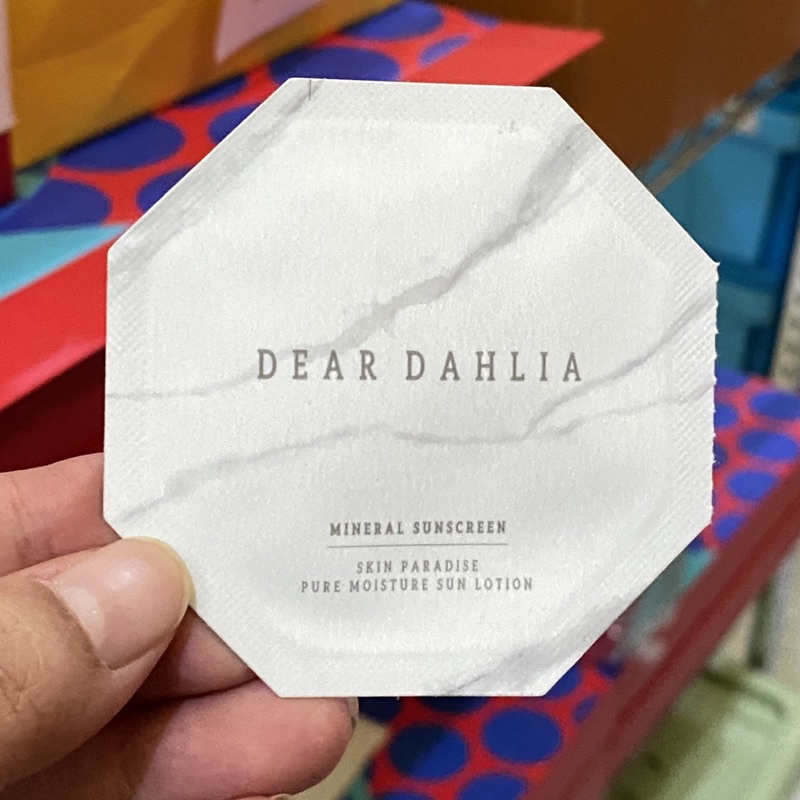 DEAR DAHLIA
MINERAL SUNSCREEN
SKIN PARADISE
PURE MOISTURE SUN LOTION